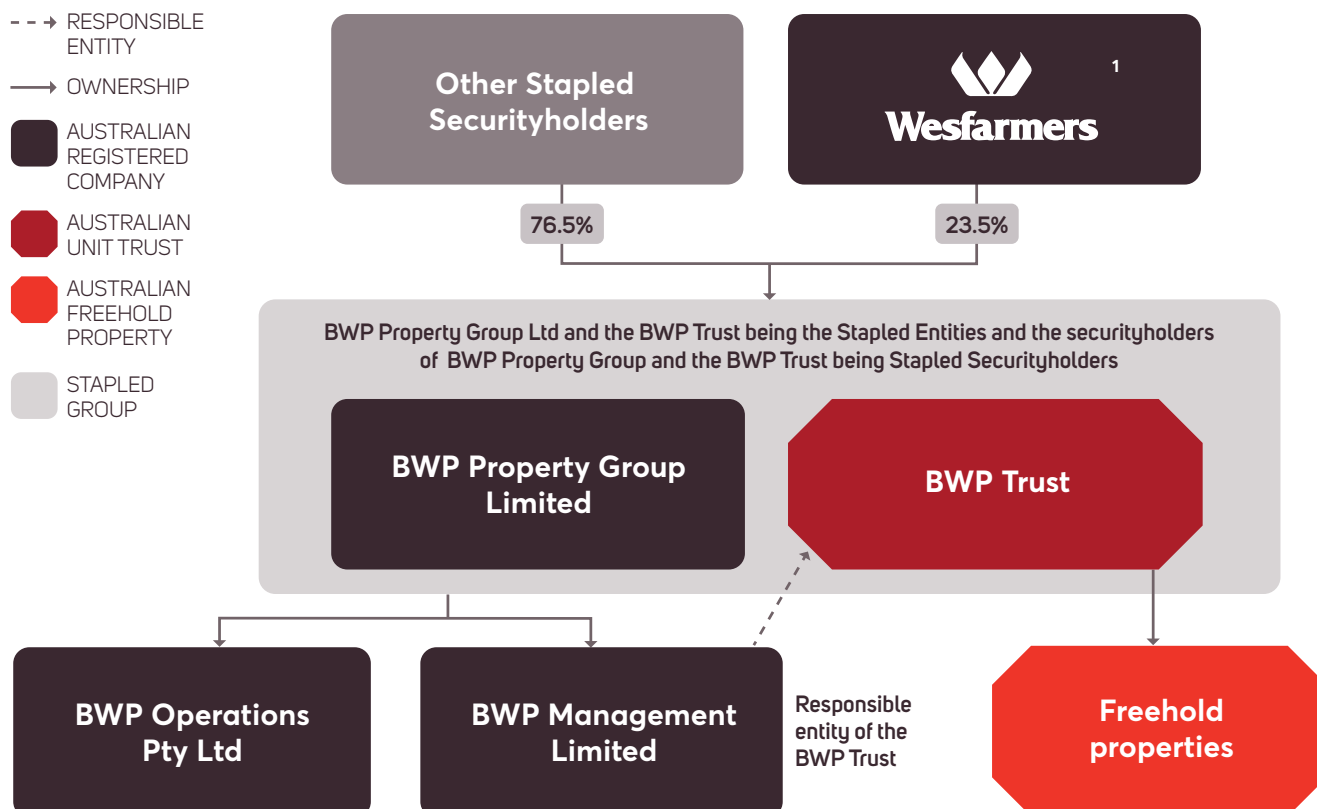 RESPONSIBLE
ENTITY
OWNERSHIP
AUSTRALIAN
REGISTERED
COMPANY
AUSTRALIAN
UNIT TRUST
AUSTRALIAN
FREEHOLD
PROPERTY
STAPLED
GROUP
Other Stapled
Securityholders
1
Wesfarmers
76.5%
23.5%
BWP Property Group Ltd and the BWP Trust being the Stapled Entities and the securityholders
of BWP Property Group and the BWP Trust being Stapled Securityholders
BWP Property Group
Limited
BWP Trust
BWP Operations
Pty Ltd
BWP Management
Limited
Responsible
entity of the
BWP Trust
Freehold
properties